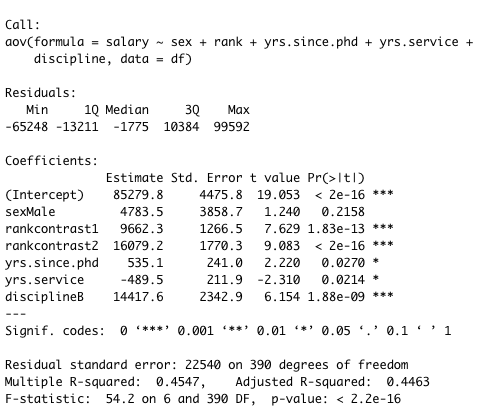 Call:
aov(formula = salary ~ sex + rank + yrs.since.phd + yrs.service +
    discipline, data = df)

Residuals:
   Min     1Q Median     3Q    Max
-65248 -13211  -1775  10384  99592

Coefficients:
              Estimate Std. Error t value Pr(>|t|)
(Intercept)    85279.8     4475.8  19.053  < 2e-16 ***
sexMale         4783.5     3858.7   1.240   0.2158
rankcontrast1   9662.3     1266.5   7.629 1.83e-13 ***
rankcontrast2  16079.2     1770.3   9.083  < 2e-16 ***
yrs.since.phd    535.1      241.0   2.220   0.0270 *
yrs.service     -489.5      211.9  -2.310   0.0214 *
disciplineB    14417.6     2342.9   6.154 1.88e-09 ***
---
Signif. codes:  0 ‘***’ 0.001 ‘**’ 0.01 ‘*’ 0.05 ‘.’ 0.1 ‘ ’ 1

Residual standard error: 22540 on 390 degrees of freedom
Multiple R-squared:  0.4547,    Adjusted R-squared:  0.4463
F-statistic:  54.2 on 6 and 390 DF,  p-value: < 2.2e-16